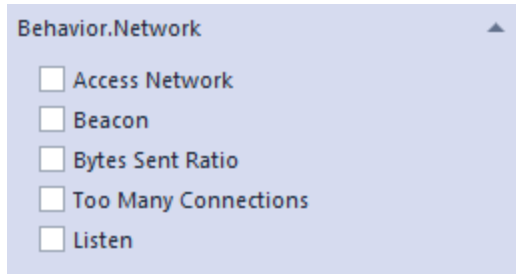 Behavior.Network
Access Network
Beacon
Bytes Sent Ratio
Too Many Connections
Listen